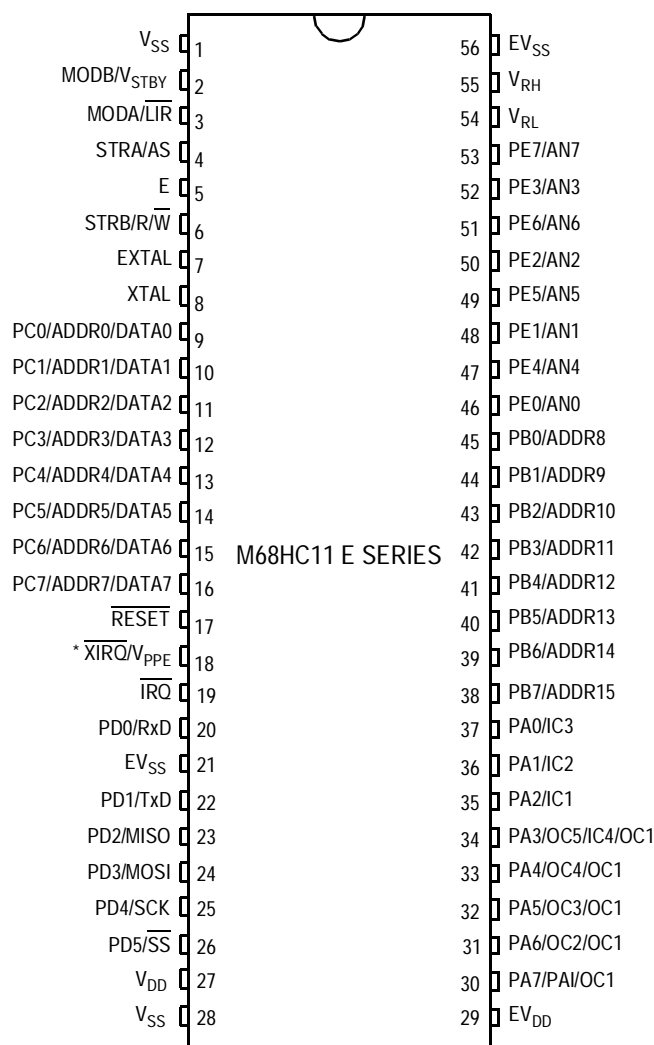 VSS 1 56 EVSS
MODB/VSTBY 2 55 VRH
MODA/L̅I̅R̅ 3 54 VRL
STRA/AS 4 53 PE7/AN7
E 5 52 PE3/AN3
STRB/R/W̅ 6 51 PE6/AN6
EXTAL 7 50 PE2/AN2
XTAL 8 49 PE5/AN5
PC0/ADDR0/DATA0 9 48 PE1/AN1
PC1/ADDR1/DATA1 10 47 PE4/AN4
PC2/ADDR2/DATA2 11 46 PE0/AN0
PC3/ADDR3/DATA3 12 45 PB0/ADDR8
PC4/ADDR4/DATA4 13 44 PB1/ADDR9
PC5/ADDR5/DATA5 14 43 PB2/ADDR10
PC6/ADDR6/DATA6 15 M68HC11 E SERIES 42 PB3/ADDR11
PC7/ADDR7/DATA7 16 41 PB4/ADDR12
R̅E̅S̅E̅T̅ 17 40 PB5/ADDR13
* X̅I̅R̅Q̅/VPPE 18 39 PB6/ADDR14
I̅R̅Q̅ 19 38 PB7/ADDR15
PD0/RxD 20 37 PA0/IC3
EVSS 21 36 PA1/IC2
PD1/TxD 22 35 PA2/IC1
PD2/MISO 23 34 PA3/OC5/IC4/OC1
PD3/MOSI 24 33 PA4/OC4/OC1
PD4/SCK 25 32 PA5/OC3/OC1
PD5/S̅S̅ 26 31 PA6/OC2/OC1
VDD 27 30 PA7/PAI/OC1
VSS 28 29 EVDD